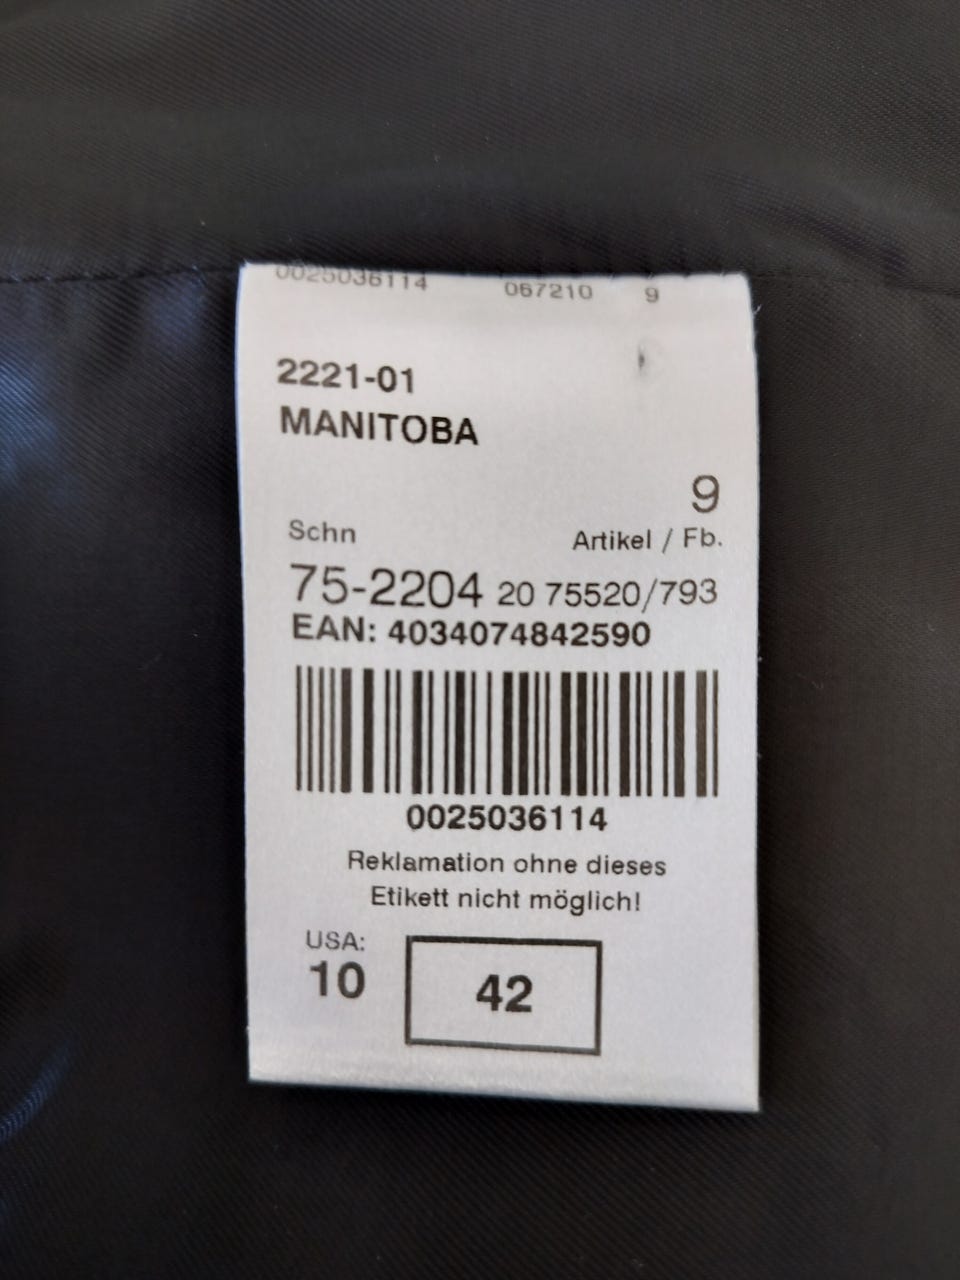 0025036114 067210 9
2221-01
MANITOBA
9
Schn Artikel / Fb.
75-2204 20 75520/793
EAN: 4034074842590
0025036114
Reklamation ohne dieses
Etikett nicht möglich!
USA:
10 42